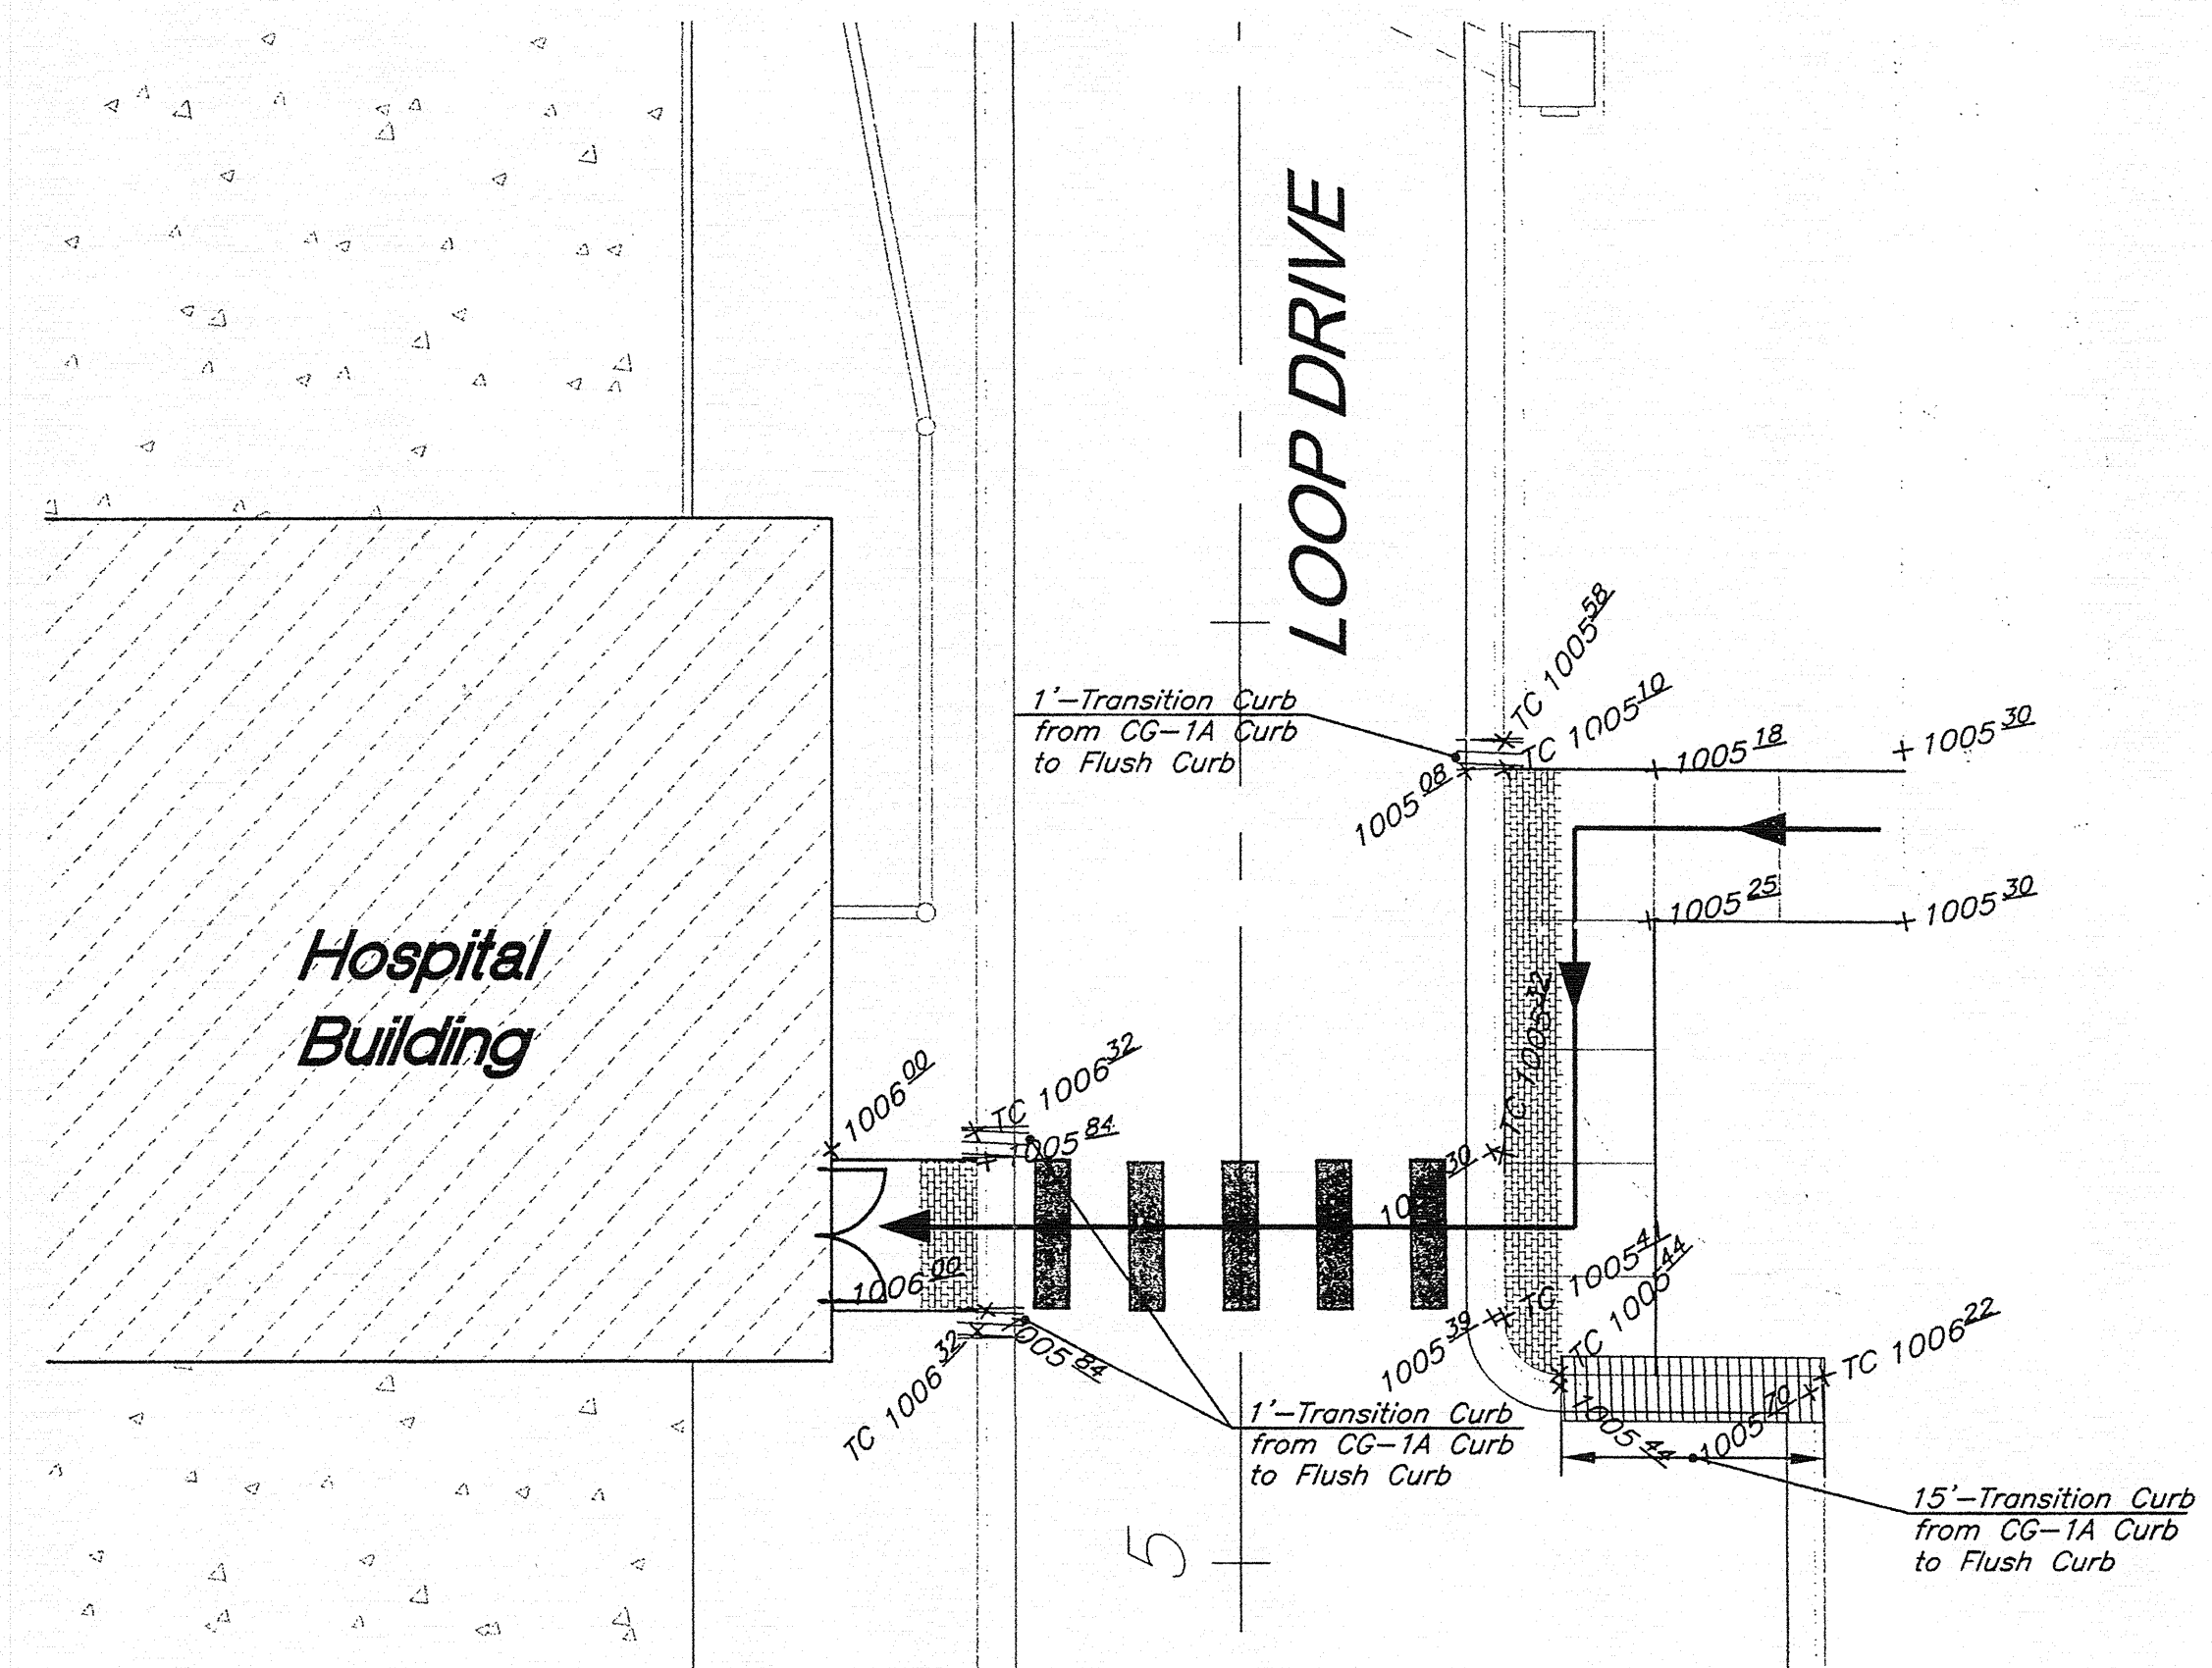 LOOP DRIVE
TC 1005 58
TC 1005 10
1'-Transition Curb
from CG-1A Curb
to Flush Curb
1005 08
1005 18
1005 30
1005 25
1005 30
Hospital
Building
TC 1005 32
1006 00
TC 1006 32
1005 84
30
1006 00
TC 1005 41
TC 1005 44
1005 39
TC 1006 22
TC 1006 32
1005 84
1005 44
1005 70
1'-Transition Curb
from CG-1A Curb
to Flush Curb
15'-Transition Curb
from CG-1A Curb
to Flush Curb
5